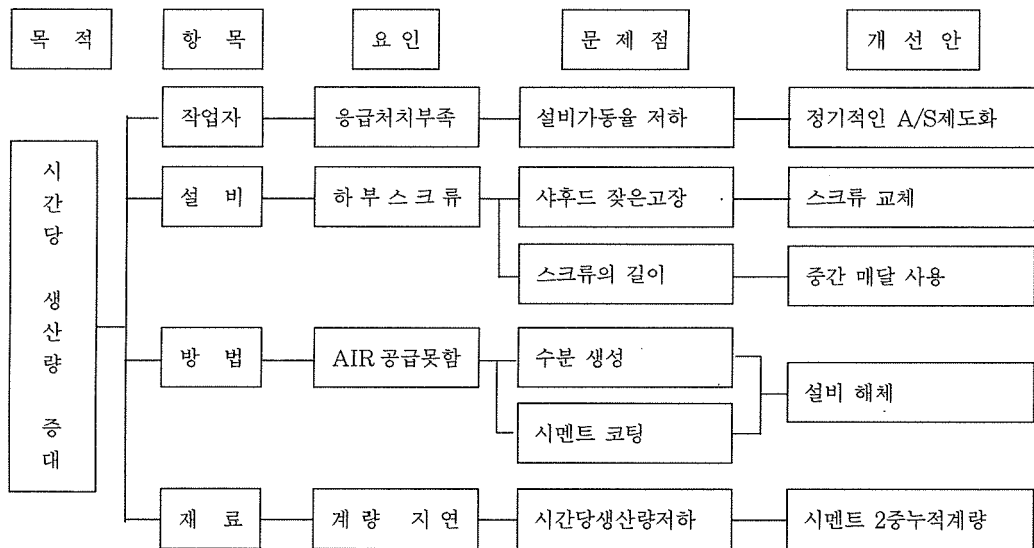 목 적
항 목
요 인
문 제 점
개 선 안
작업자
응급처치부족
설비가동율 저하
정기적인 A/S제도화
시간당 생산량 증대
설 비
하 부 스 크 류
샤후드 잦은고장
스크류 교체
스크류의 길이
중간 매달 사용
방 법
AIR 공급못함
수분 생성
설비 해체
시멘트 코팅
재 료
계 량 지 연
시간당생산량저하
시멘트 2중누적계량